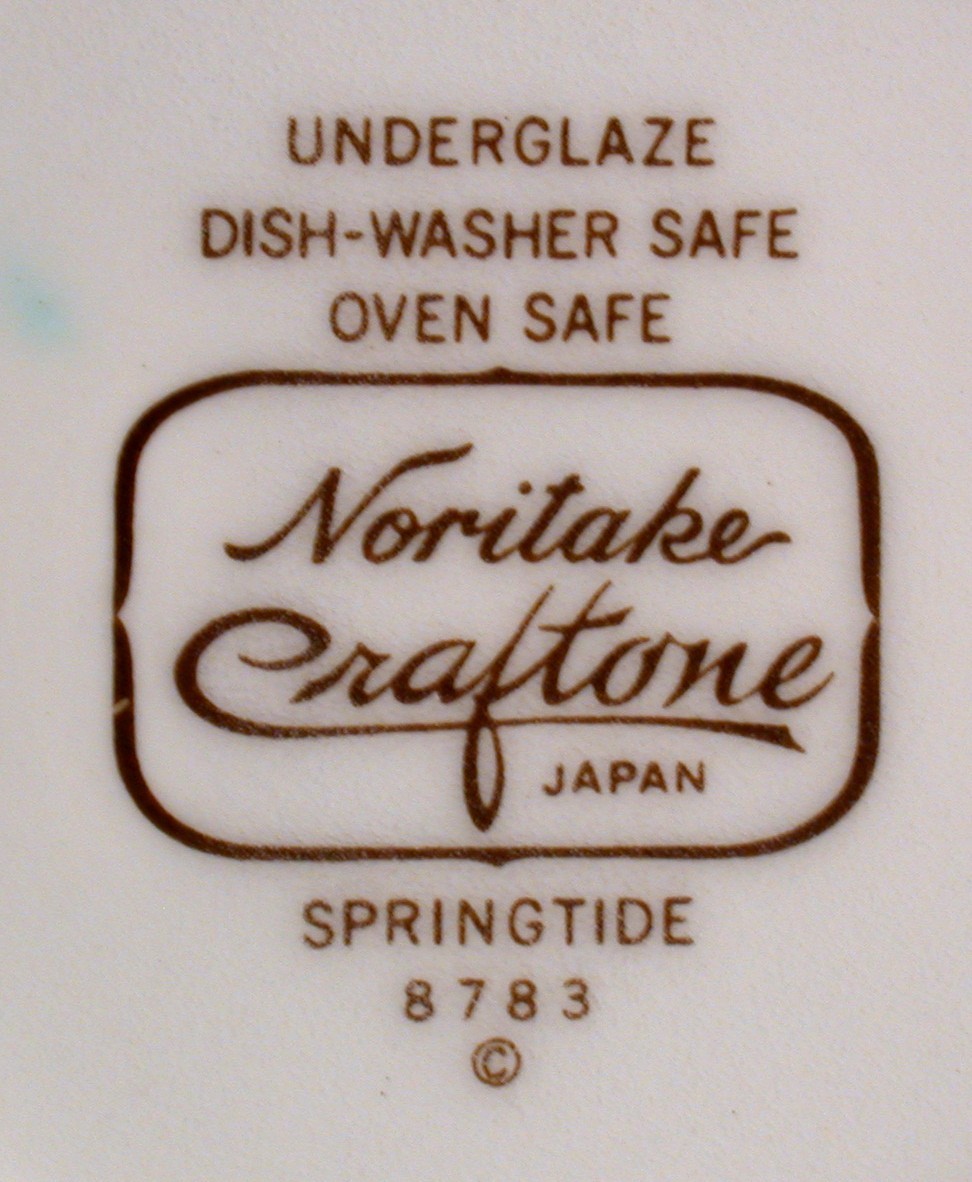 UNDERGLAZE
DISH-WASHER SAFE
OVEN SAFE
Noritake
Craftone
JAPAN
SPRINGTIDE
8783
©